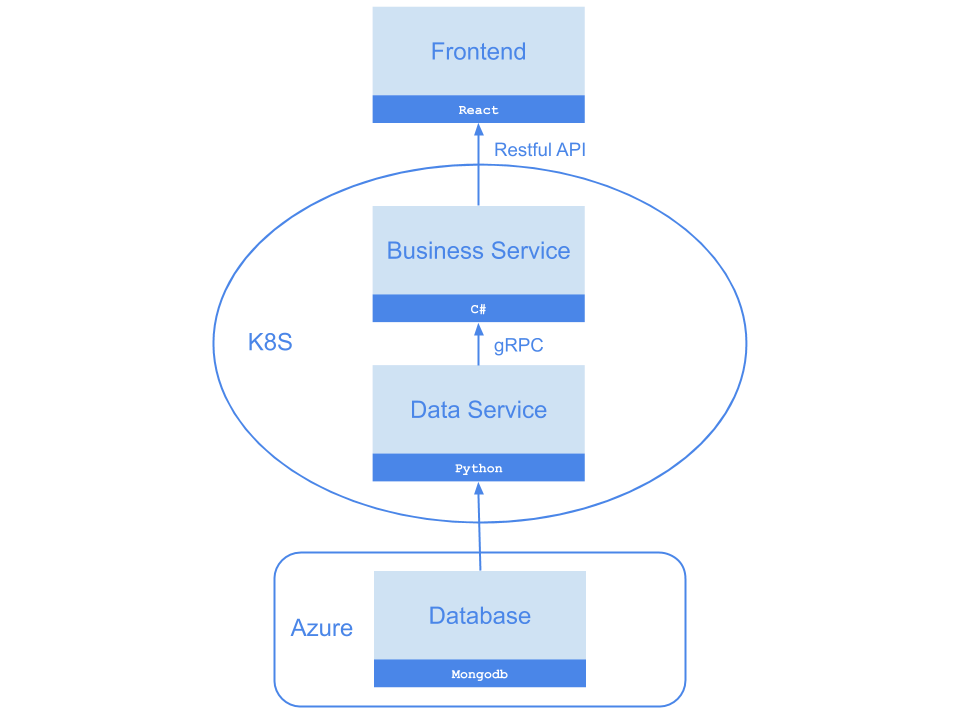 Frontend
React
Restful API
Business Service
C#
K8S
gRPC
Data Service
Python
Database
Azure
Mongodb